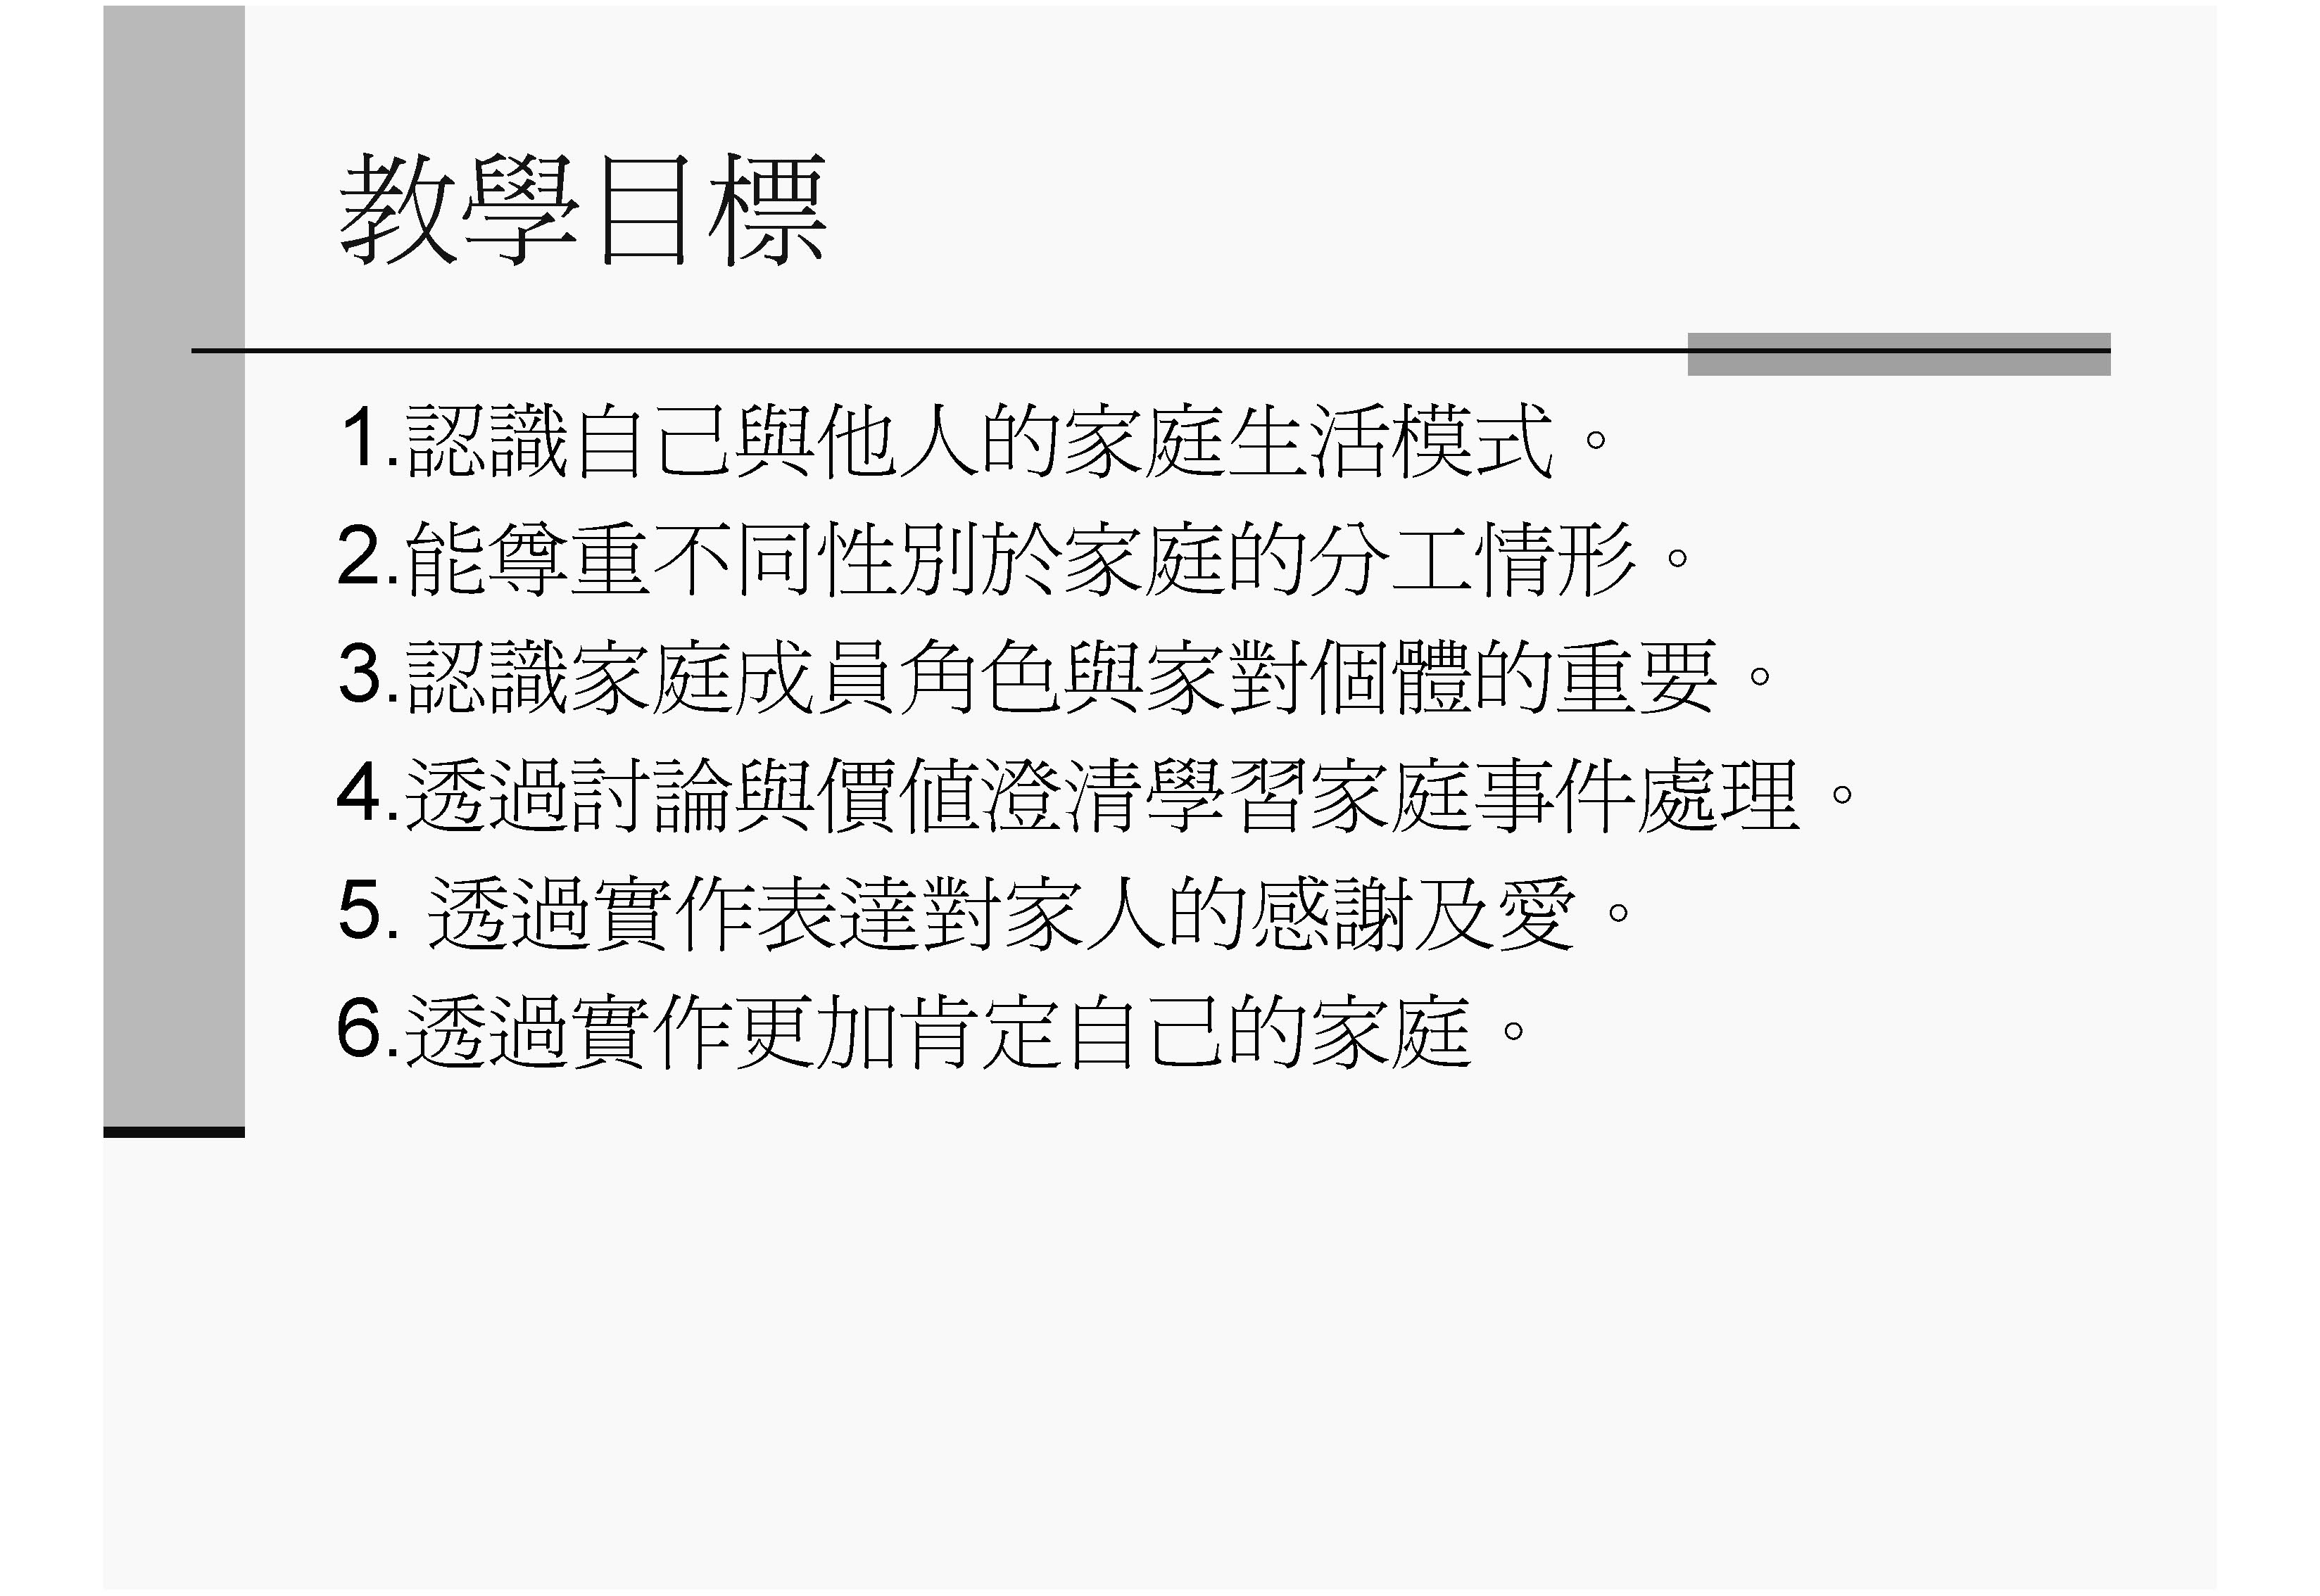 教學目標
1.認識自己與他人的家庭生活模式。
2.能尊重不同性別於家庭的分工情形。
3.認識家庭成員角色與家對個體的重要。
4.透過討論與價值澄清學習家庭事件處理。
5. 透過實作表達對家人的感謝及愛。
6.透過實作更加肯定自己的家庭。